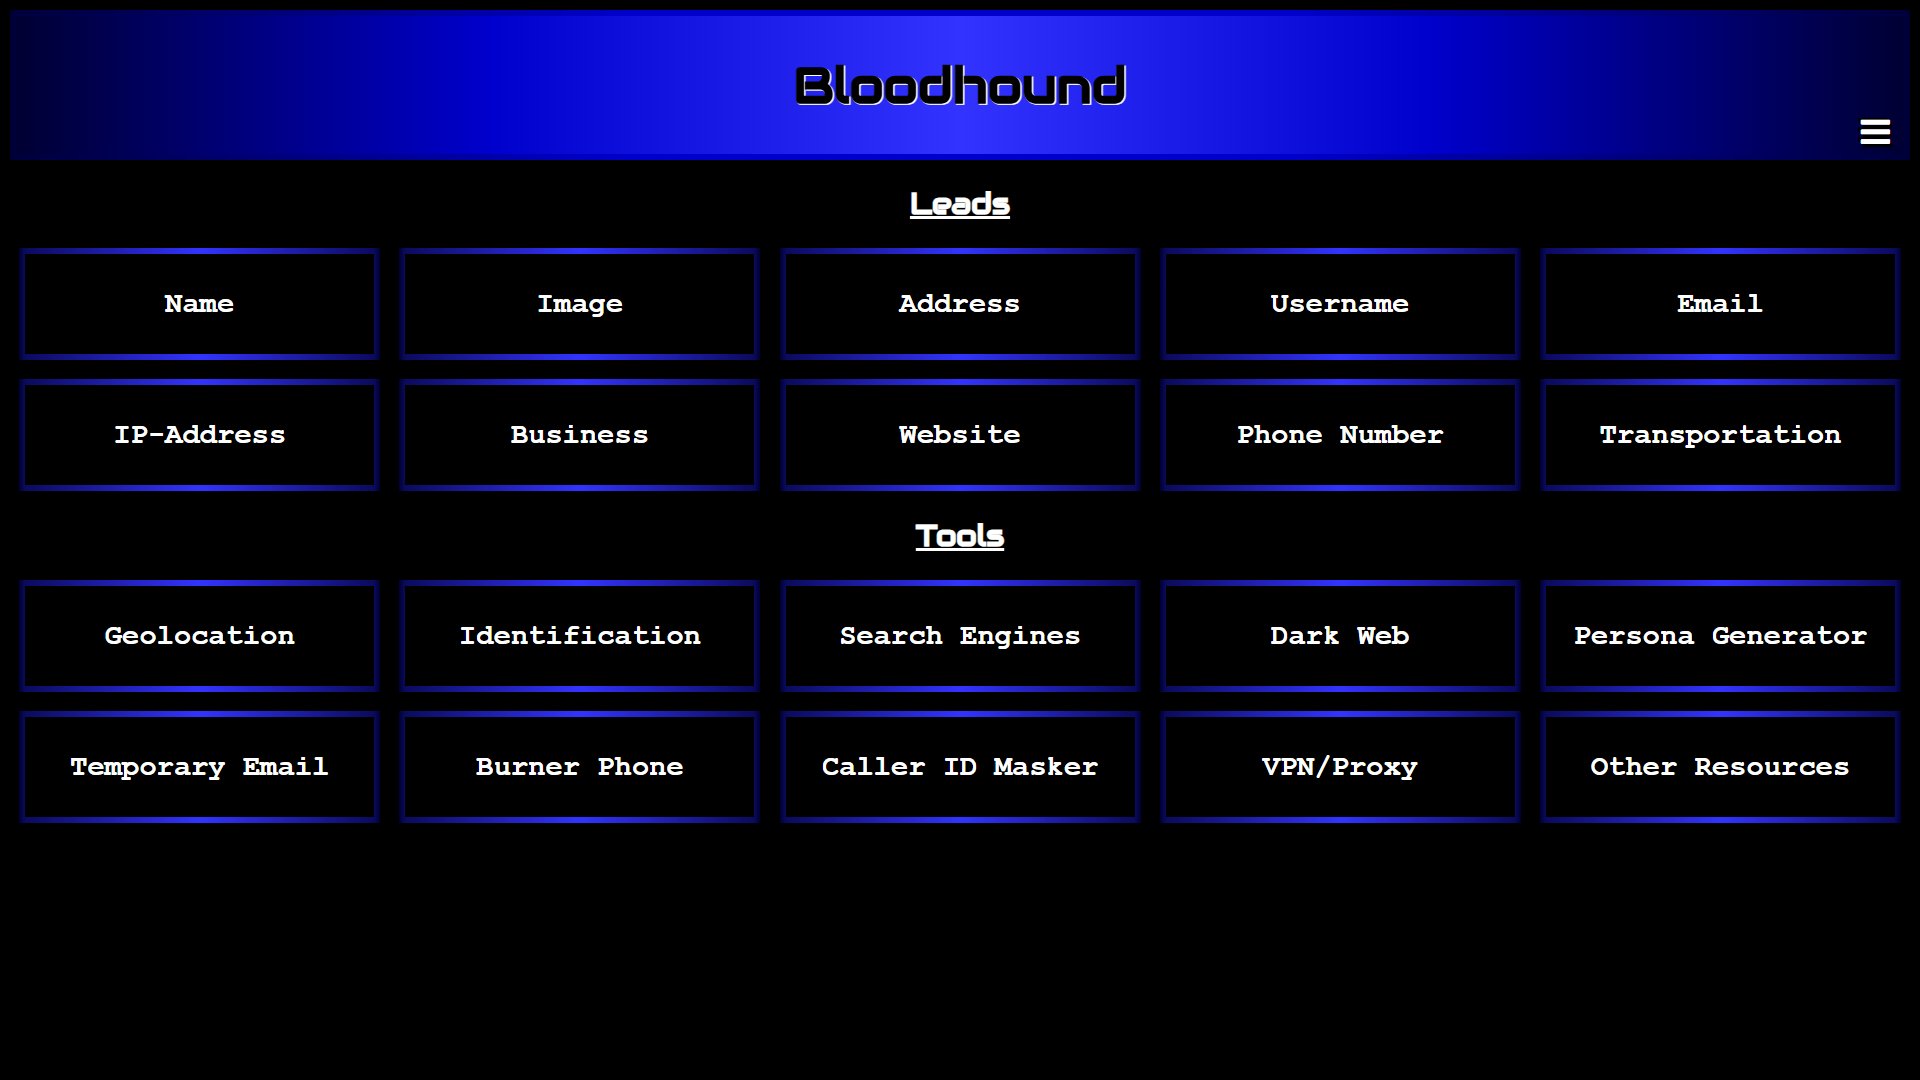 Bloodhound
Leads
Name
Image
Address
Username
Email
IP-Address
Business
Website
Phone Number
Transportation
Tools
Geolocation
Identification
Search Engines
Dark Web
Persona Generator
Temporary Email
Burner Phone
Caller ID Masker
VPN/Proxy
Other Resources